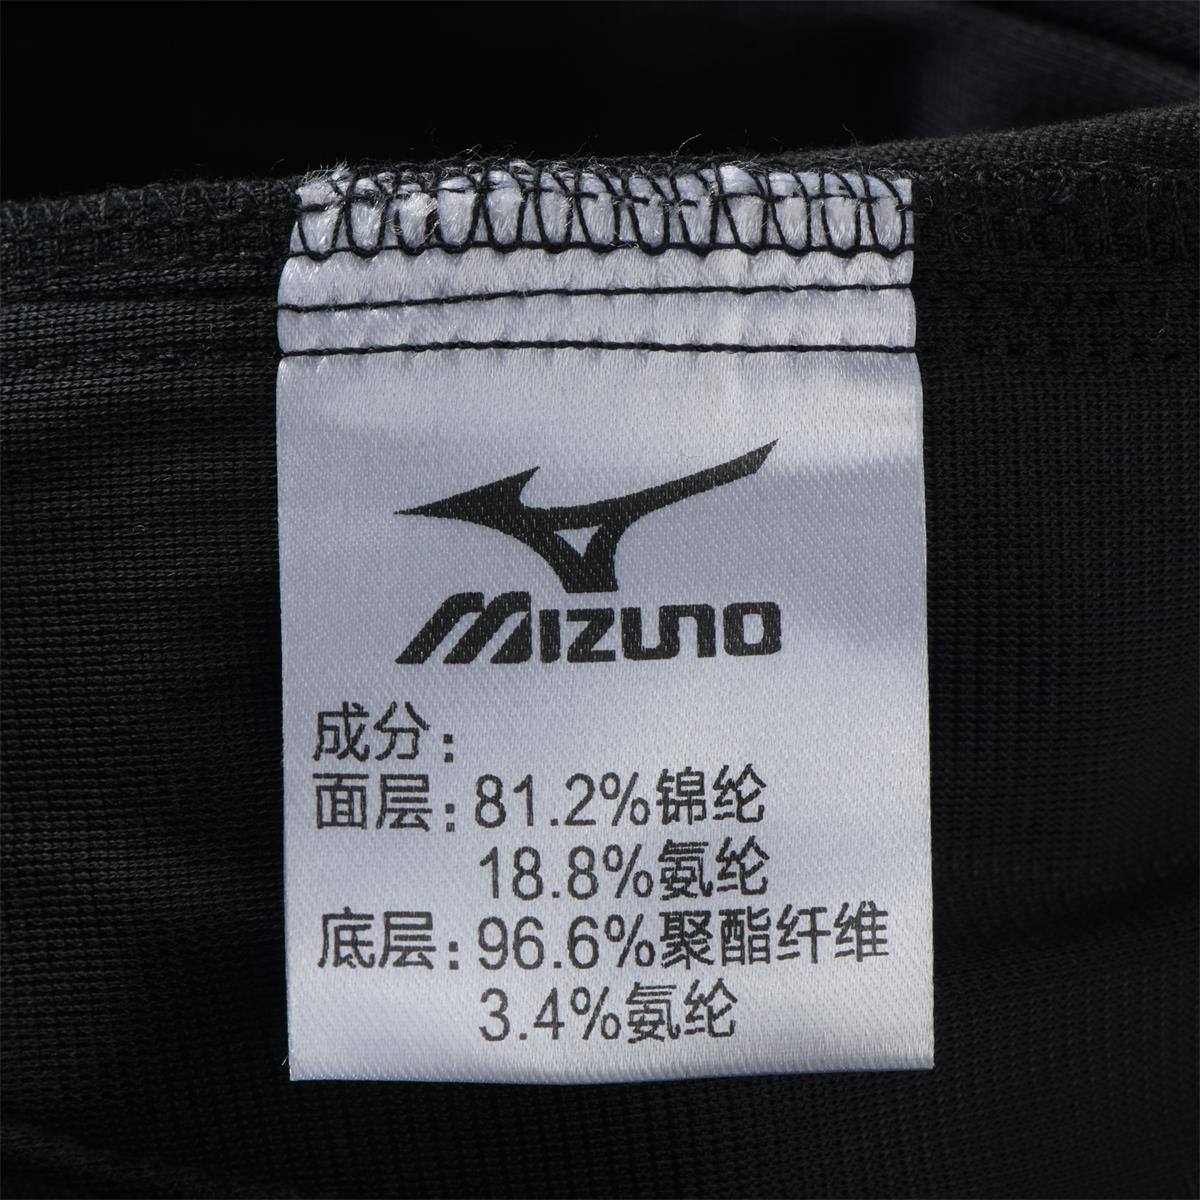 MIZUNO
成分:
面层:81.2%锦纶
18.8%氨纶
底层:96.6%聚酯纤维
3.4%氨纶